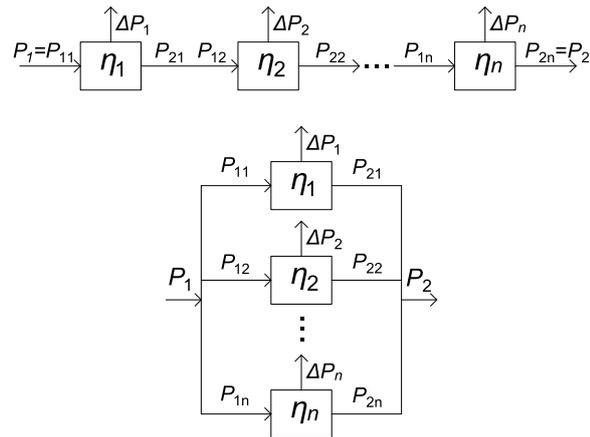 ΔP1 ΔP2 ΔPn
P1=P11 η1 P21 P12 η2 P22 P1n ηn P2n=P2
ΔP1
P11 η1 P21
ΔP2
P1 P12 η2 P22 P2
ΔPn
P1n ηn P2n